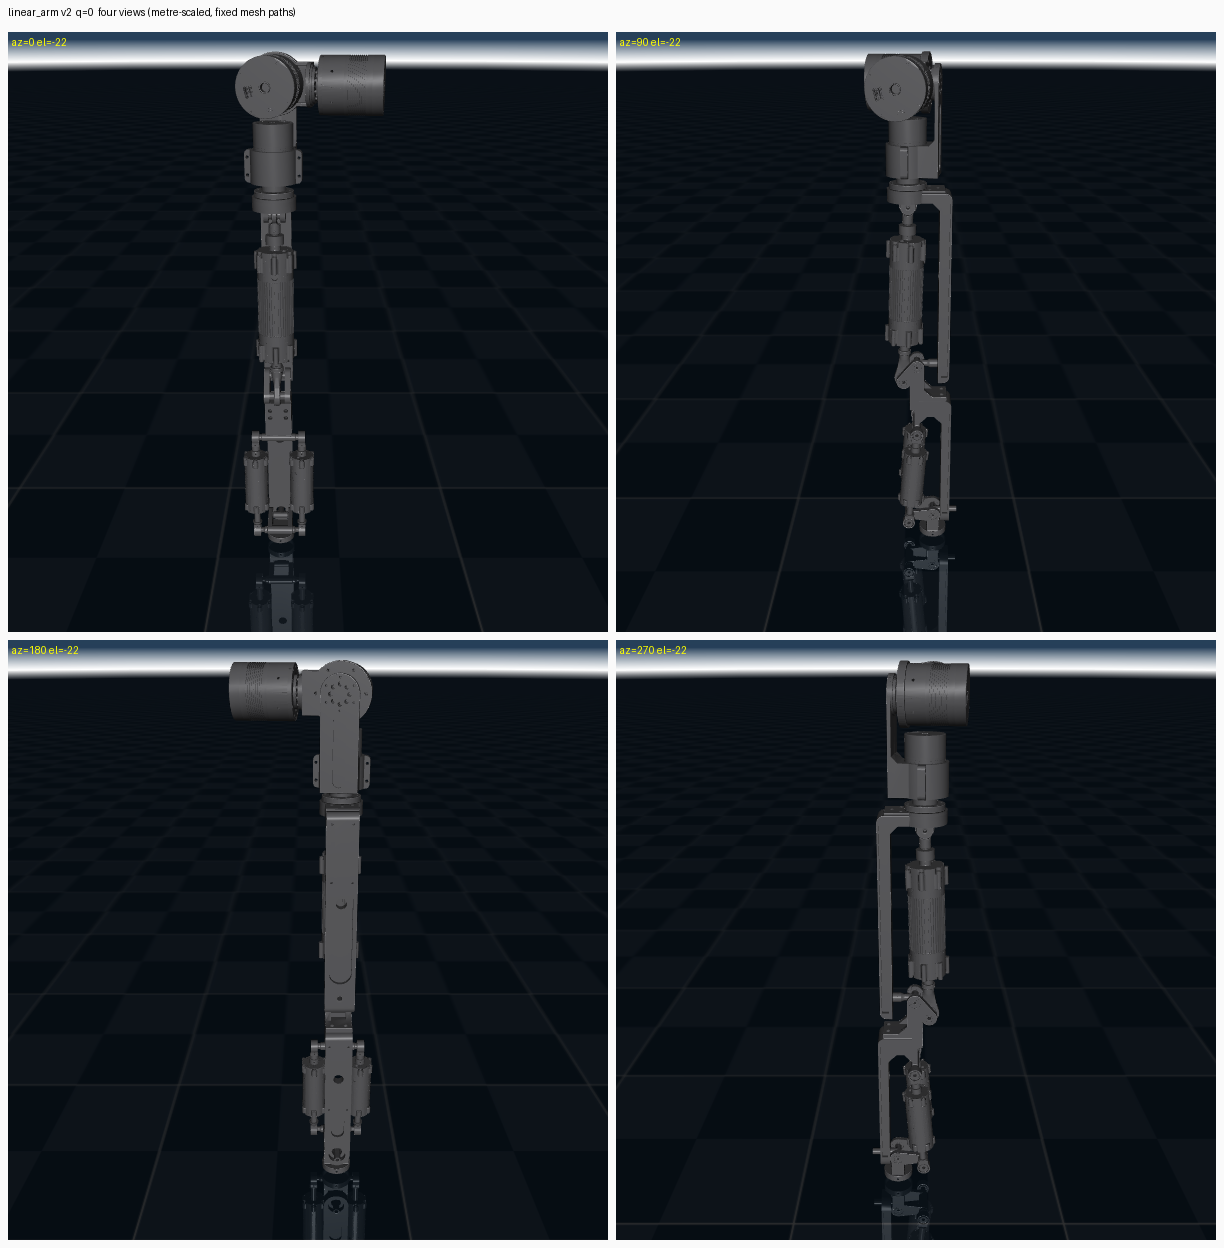 linear_arm v2 q=0 four views (metre-scaled, fixed mesh paths)
az=0 el=-22
az=90 el=-22
az=180 el=-22
az=270 el=-22